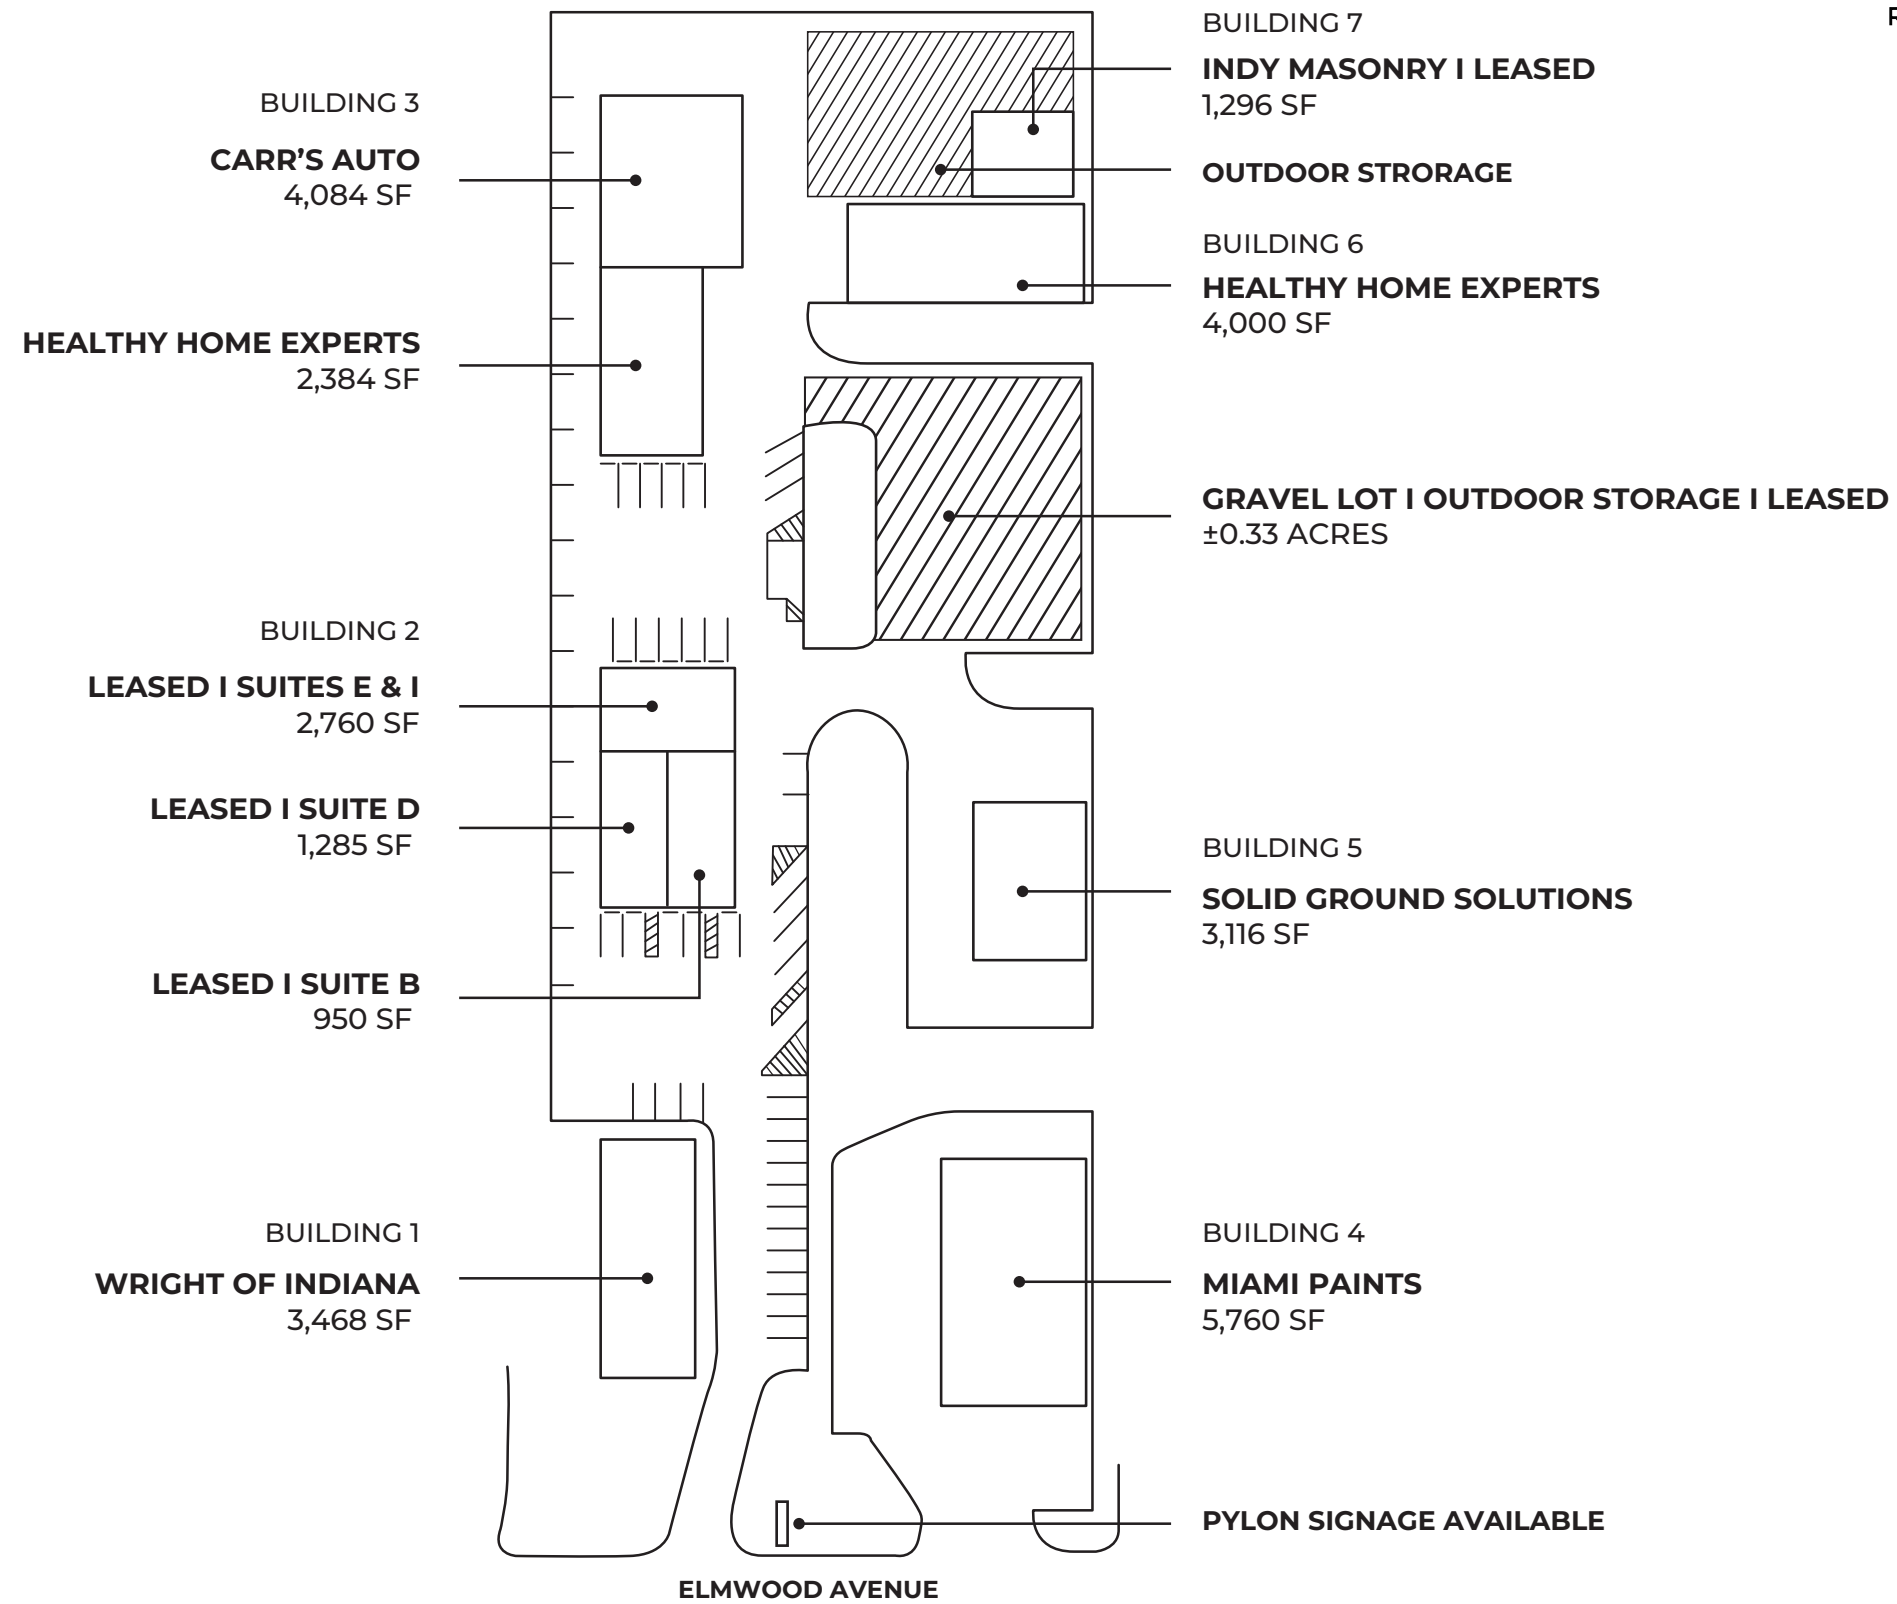 BUILDING 3
CARR’S AUTO
4,084 SF
HEALTHY HOME EXPERTS
2,384 SF
BUILDING 2
LEASED I SUITES E & I
2,760 SF
LEASED I SUITE D
1,285 SF
LEASED I SUITE B
950 SF
BUILDING 1
WRIGHT OF INDIANA
3,468 SF
BUILDING 7
INDY MASONRY I LEASED
1,296 SF
OUTDOOR STRORAGE
BUILDING 6
HEALTHY HOME EXPERTS
4,000 SF
GRAVEL LOT I OUTDOOR STORAGE I LEASED
±0.33 ACRES
BUILDING 5
SOLID GROUND SOLUTIONS
3,116 SF
BUILDING 4
MIAMI PAINTS
5,760 SF
PYLON SIGNAGE AVAILABLE
ELMWOOD AVENUE